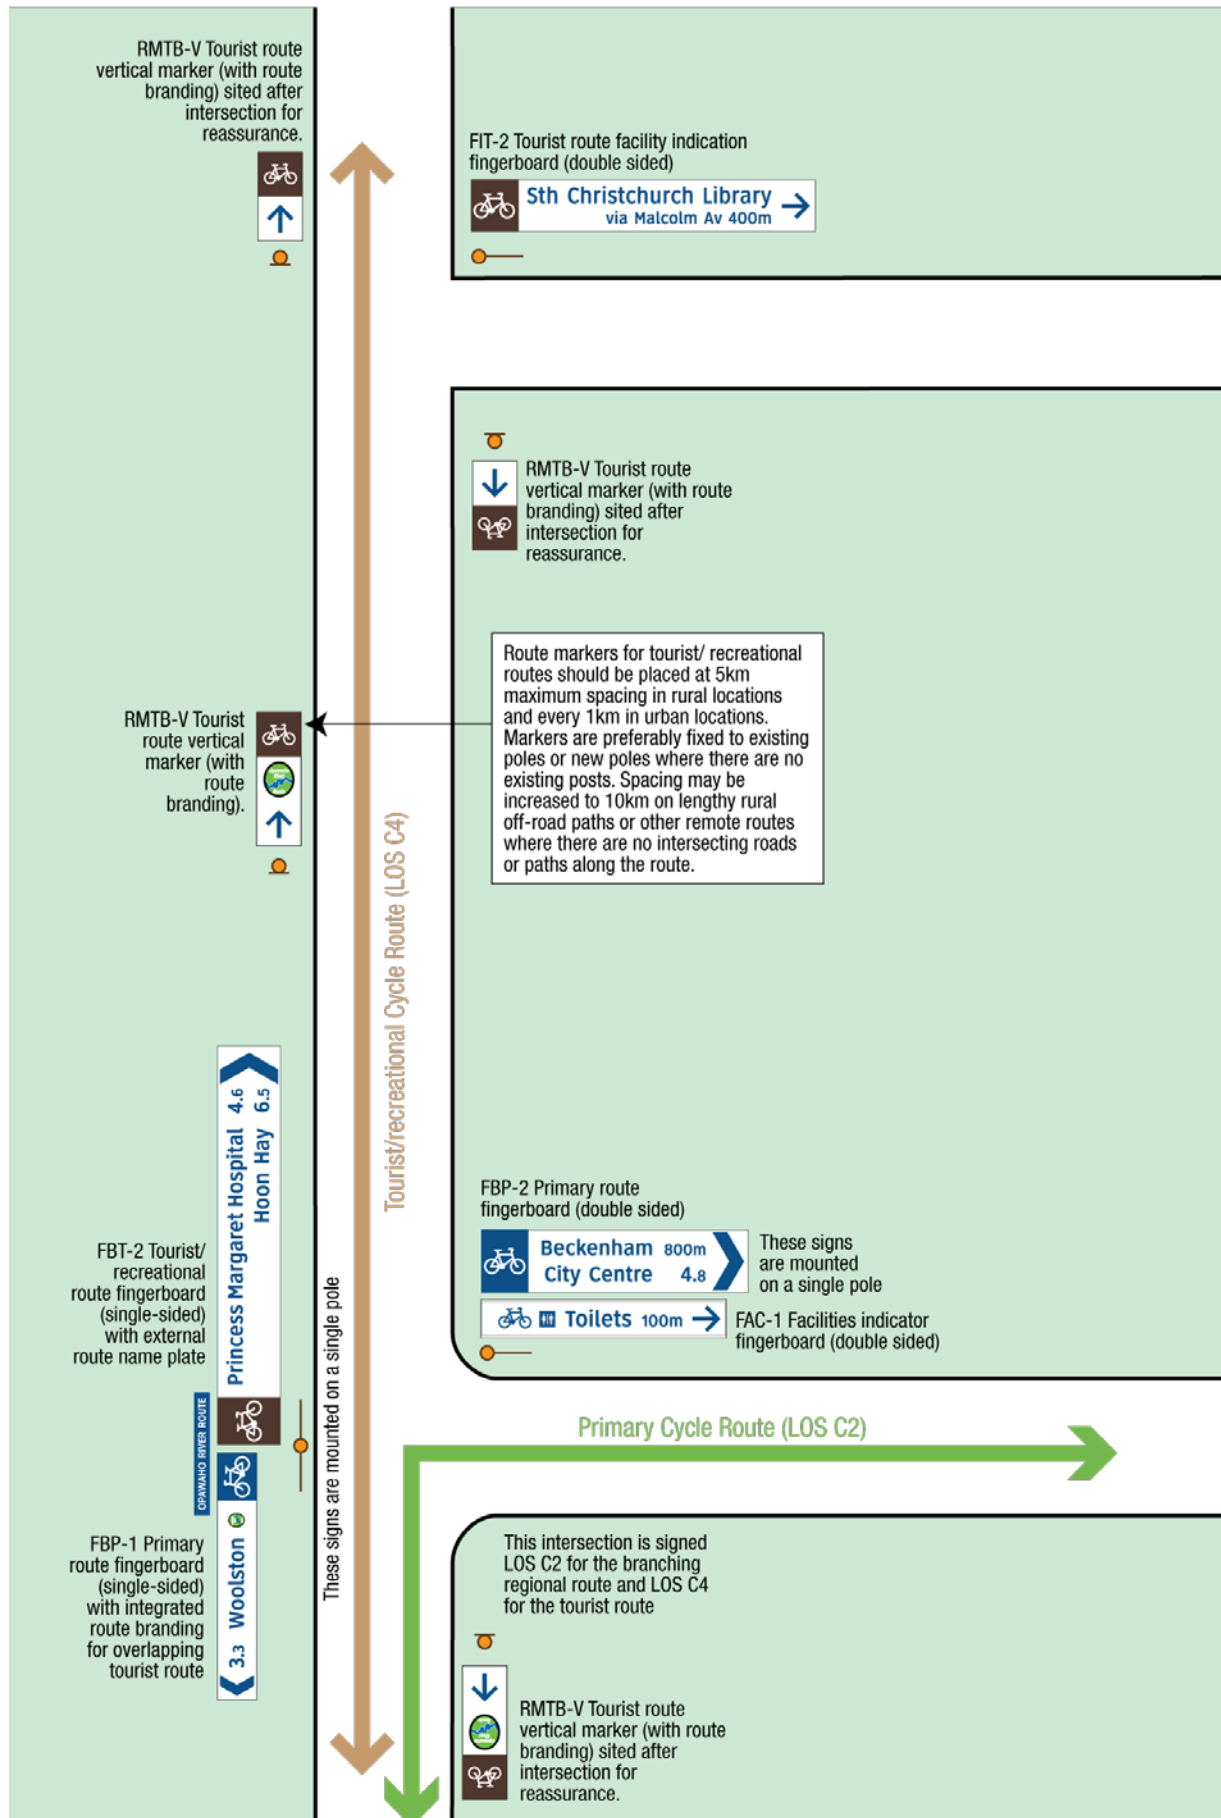 RMTB-V Tourist route
vertical marker (with route
branding) sited after
intersection for
reassurance.
FIT-2 Tourist route facility indication
fingerboard (double sided)
Sth Christchurch Library
via Malcolm Av 400m
RMTB-V Tourist route
vertical marker (with route
branding) sited after
intersection for
reassurance.
Route markers for tourist/ recreational
routes should be placed at 5km
maximum spacing in rural locations
and every 1km in urban locations.
Markers are preferably fixed to existing
poles or new poles where there are no
existing posts. Spacing may be
increased to 10km on lengthy rural
off-road paths or other remote routes
where there are no intersecting roads
or paths along the route.
RMTB-V Tourist
route vertical
marker (with
route
branding).
Tourist/recreational Cycle Route (LOS C4)
Princess Margaret Hospital 4.6
Hoon Hay 6.5
FBT-2 Tourist/
recreational
route fingerboard
(single-sided)
with external
route name plate
OPAWAHO RIVER ROUTE
These signs are mounted on a single pole
FBP-2 Primary route
fingerboard (double sided)
Beckenham 800m
City Centre 4.8
These signs
are mounted
on a single pole
Toilets 100m
FAC-1 Facilities indicator
fingerboard (double sided)
Primary Cycle Route (LOS C2)
FBP-1 Primary
route fingerboard
(single-sided)
with integrated
route branding
for overlapping
tourist route
3.3 Woolston
This intersection is signed
LOS C2 for the branching
regional route and LOS C4
for the tourist route
RMTB-V Tourist route
vertical marker (with route
branding) sited after
intersection for
reassurance.